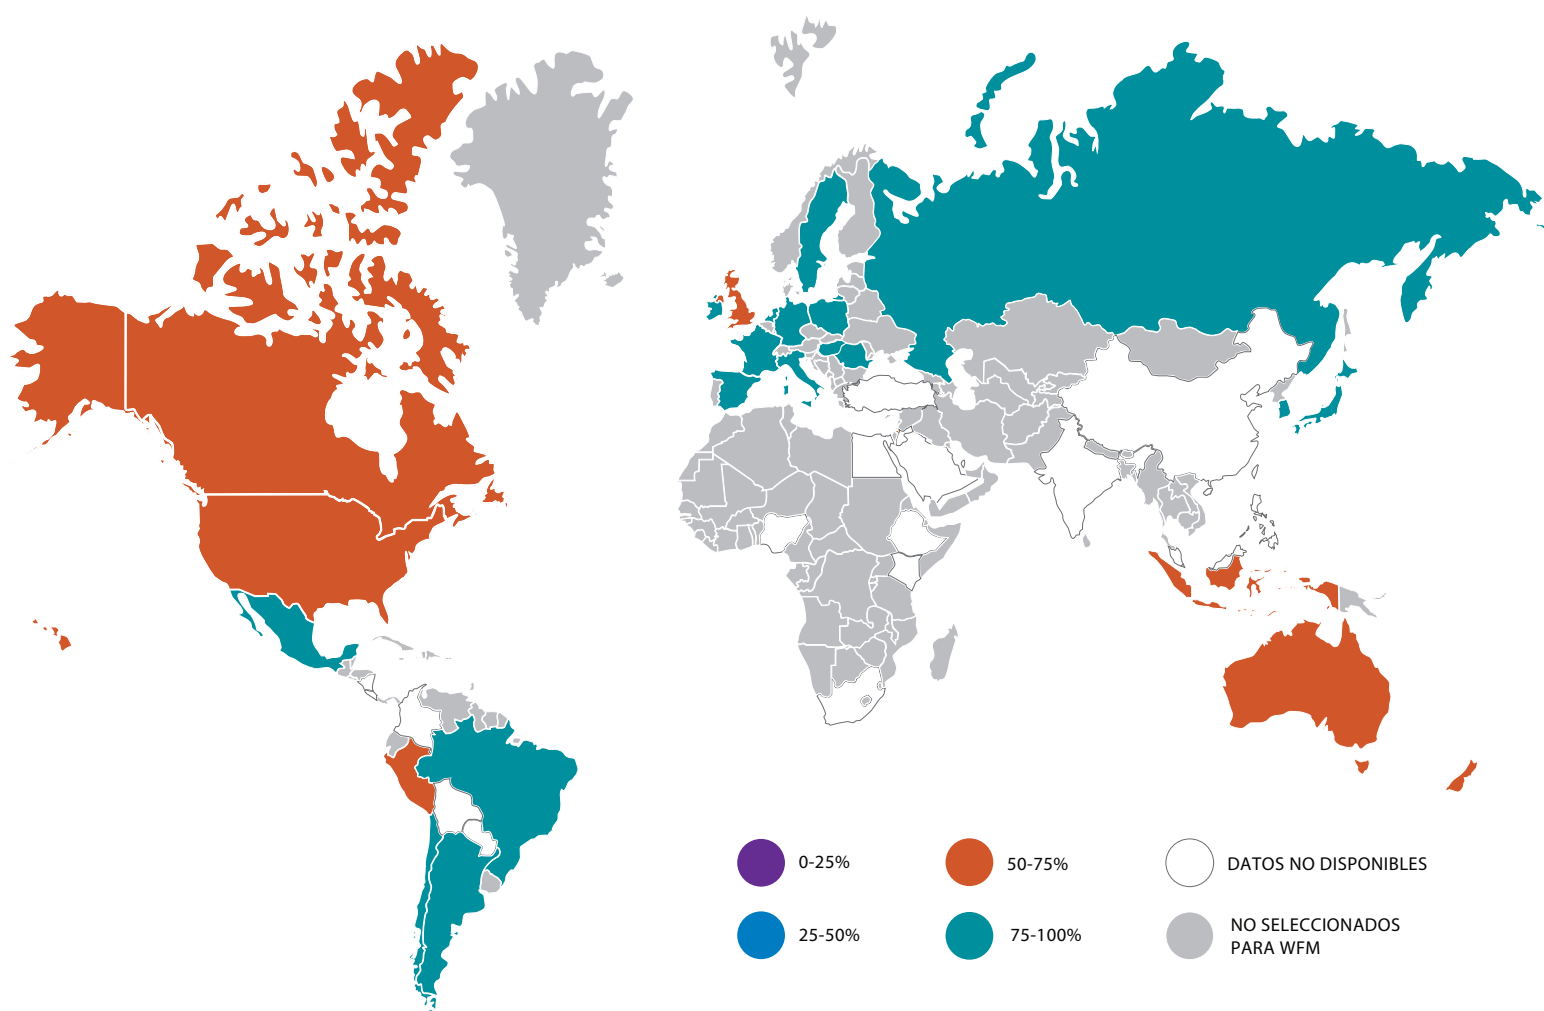 0-25%
50-75%
DATOS NO DISPONIBLES
25-50%
75-100%
NO SELECCIONADOS
PARA WFM